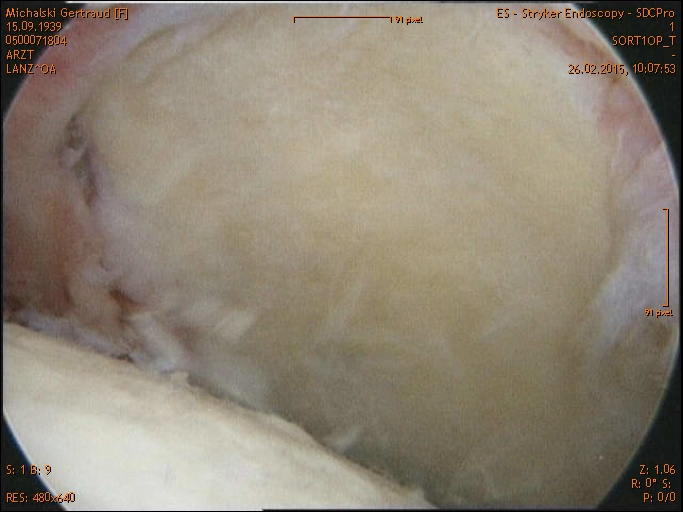 Michalski Gertraud [F]
15.09.1939
0500071804
ARZT
LANZ^OA
91 pixel
ES - Stryker Endoscopy - SDCPro
1
SORT1OP_T
-
26.02.2015, 10:07:53
91 pixel
S: 1 B: 9
RES: 480x640
Z: 1.06
R: 0° S:
P: 0/0